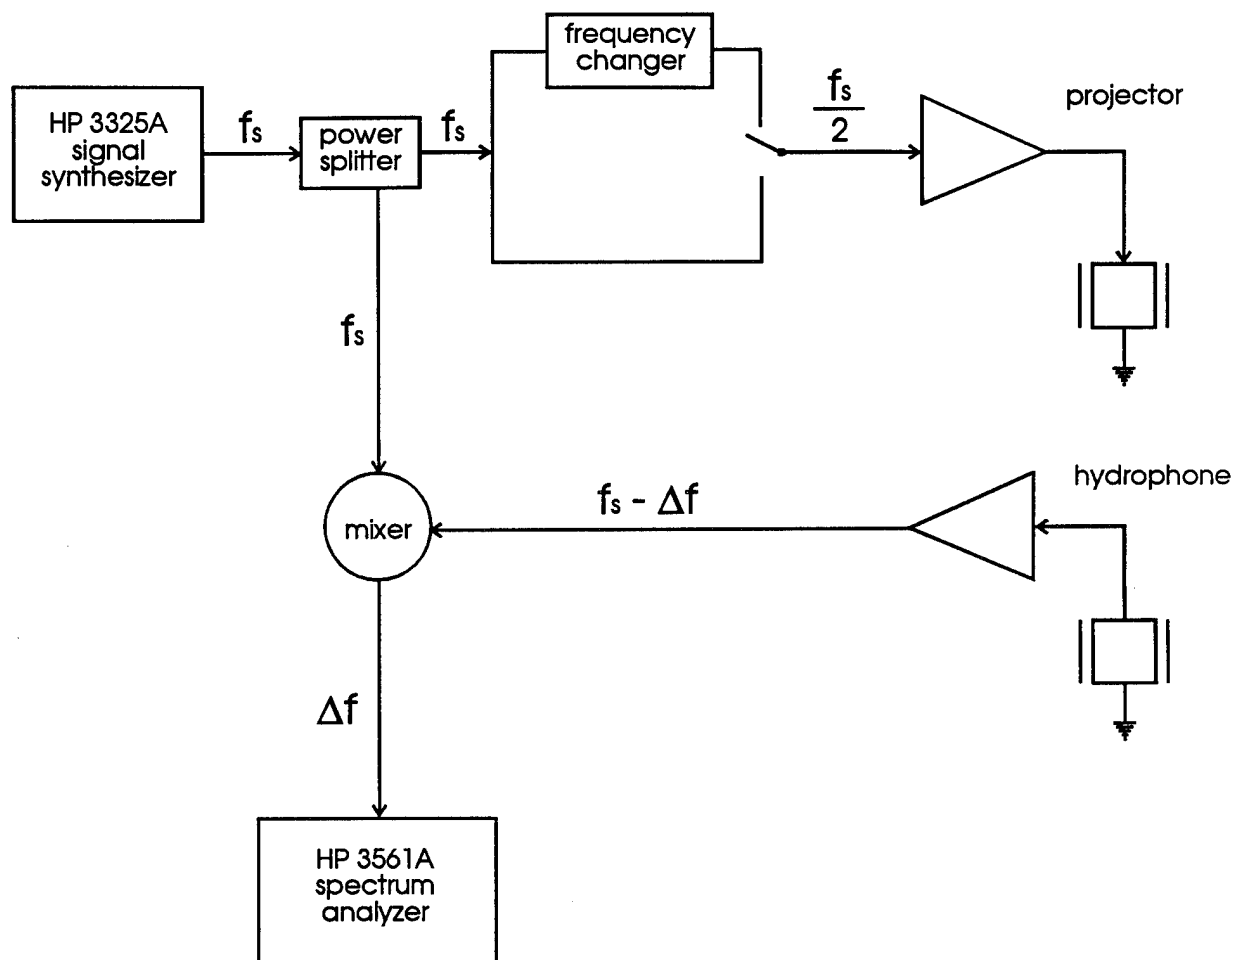 frequency
changer
HP 3325A
signal
synthesizer
fs
power
splitter
fs
fs
2
projector
fs
mixer
fs - Δf
hydrophone
Δf
HP 3561A
spectrum
analyzer